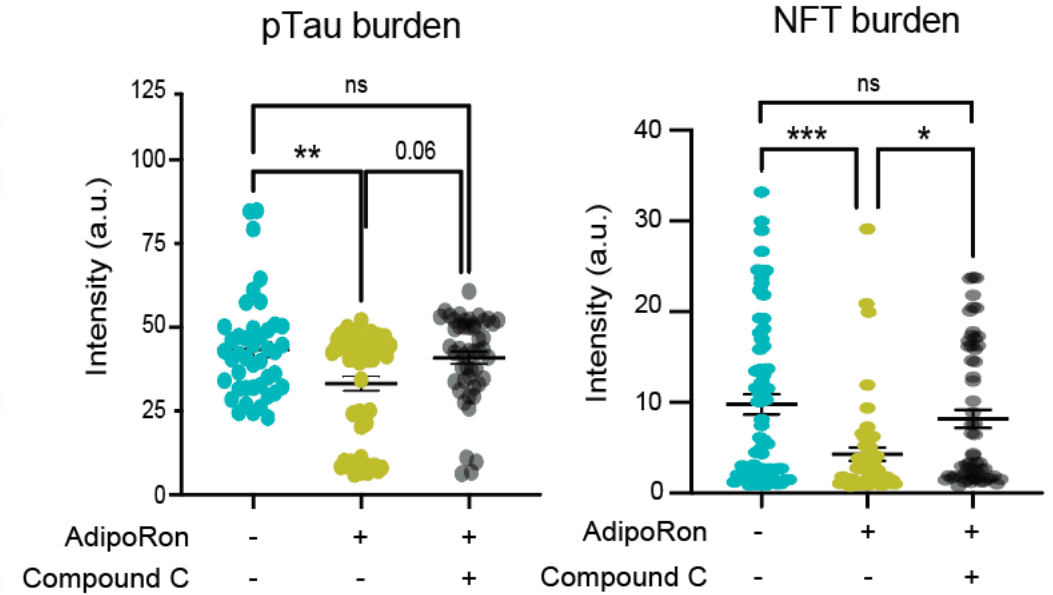 pTau burden
ns
** 0.06
125
100
75
50
25
0
Intensity (a.u.)
AdipoRon - + +
Compound C - - +
NFT burden
ns
*** *
40
30
20
10
0
Intensity (a.u.)
AdipoRon - + +
Compound C - - +